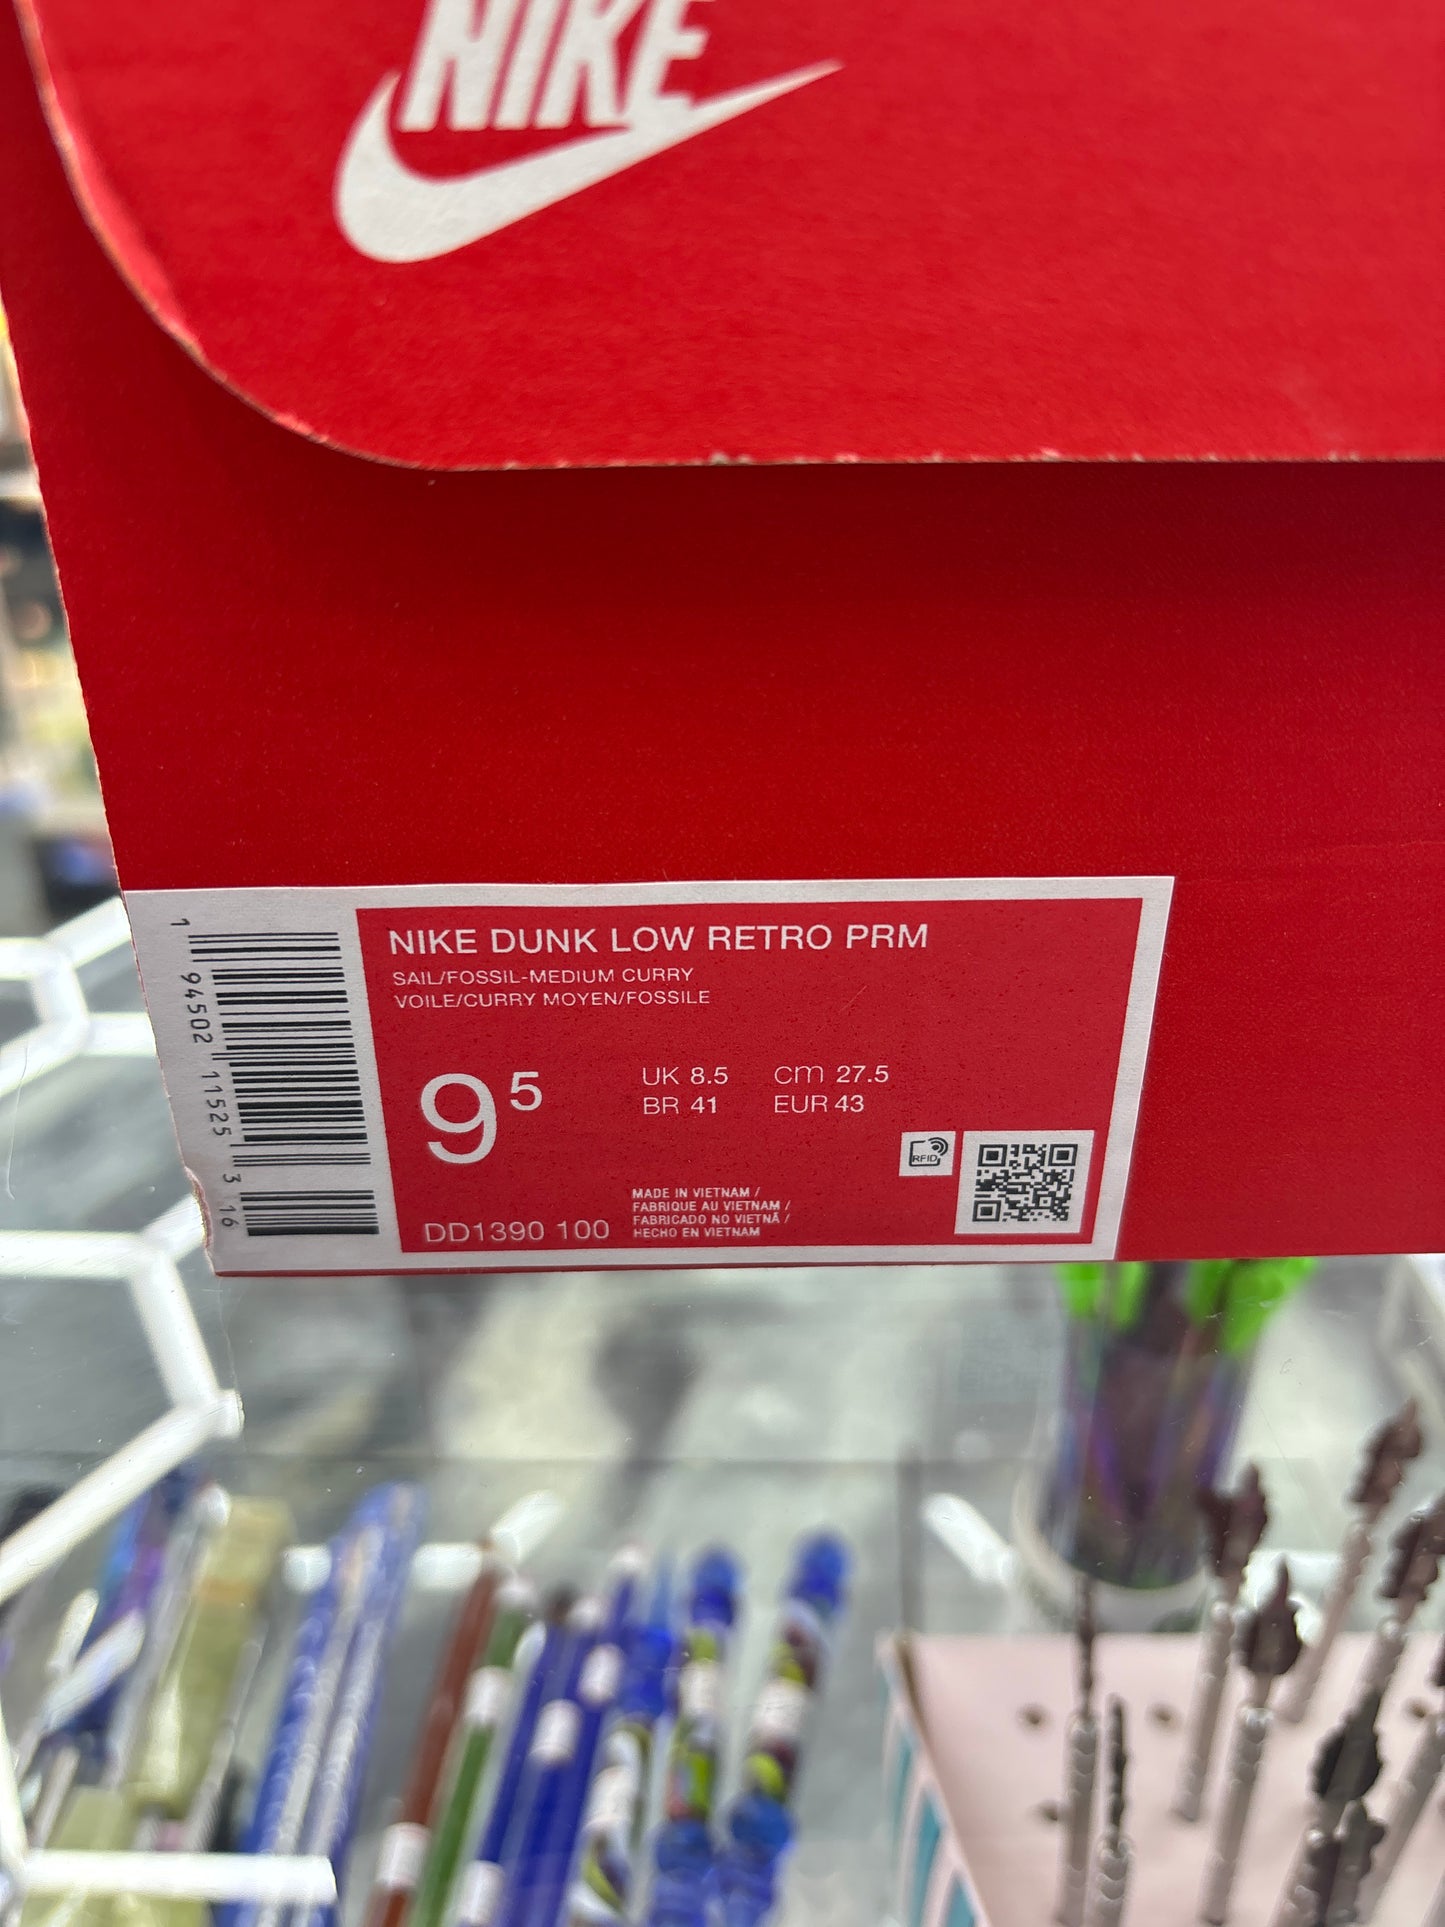 NIKE
NIKE DUNK LOW RETRO PRM
SAIL/FOSSIL-MEDIUM CURRY
VOILE/CURRY MOYEN/FOSSILE
9 5
UK 8.5 cm 27.5
BR 41 EUR 43
RFID
MADE IN VIETNAM /
FABRIQUE AU VIETNAM /
FABRICADO NO VIETNÃ /
HECHO EN VIETNAM
DD1390 100
1 94502 11525 3 16